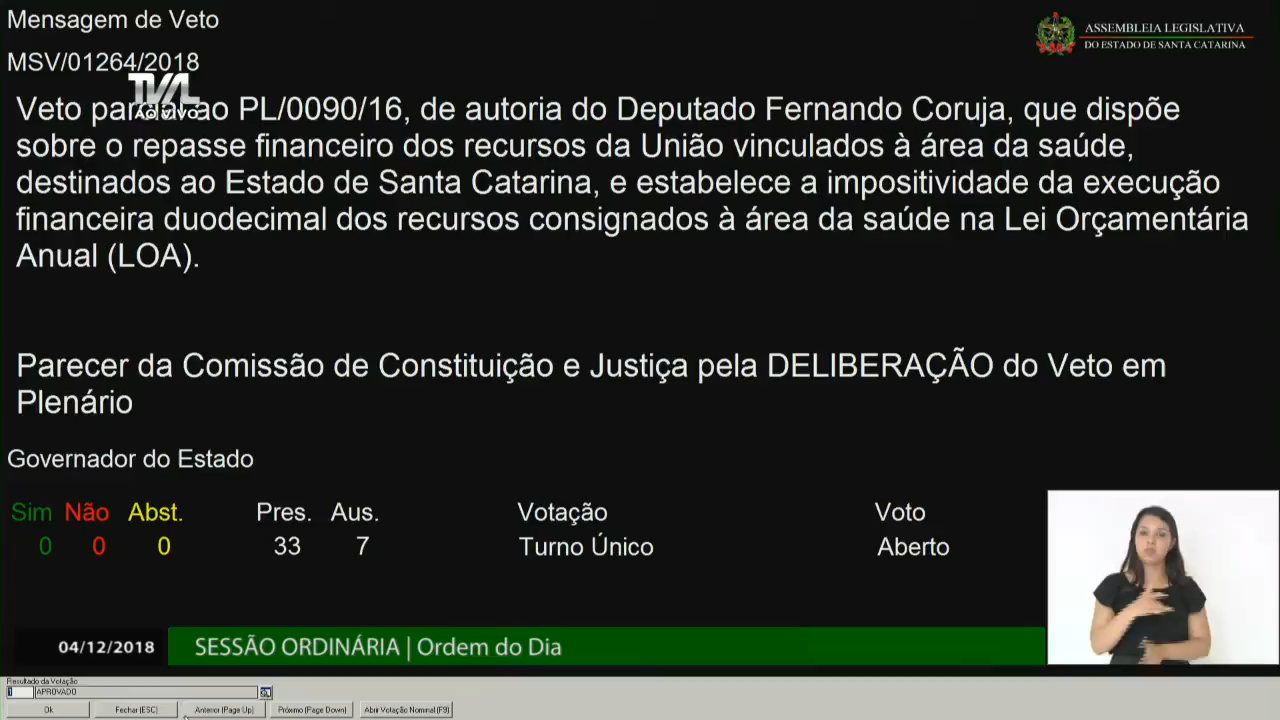 Mensagem de Veto
ASSEMBLEIA LEGISLATIVA
DO ESTADO DE SANTA CATARINA
MSV/01264/2018
TVAL
AO VIVO
Veto parcial ao PL/0090/16, de autoria do Deputado Fernando Coruja, que dispõe
sobre o repasse financeiro dos recursos da União vinculados à área da saúde,
destinados ao Estado de Santa Catarina, e estabelece a impositividade da execução
financeira duodecimal dos recursos consignados à área da saúde na Lei Orçamentária
Anual (LOA).
Parecer da Comissão de Constituição e Justiça pela DELIBERAÇÃO do Veto em
Plenário
Governador do Estado
Sim Não Abst. Pres. Aus. Votação Voto
0 0 0 33 7 Turno Único Aberto
04/12/2018 SESSÃO ORDINÁRIA | Ordem do Dia
Resultado da Votação
1 APROVADO
Ok Fechar (ESC) Anterior (Page Up) Próximo (Page Down) Abrir Votação Nominal (F9)